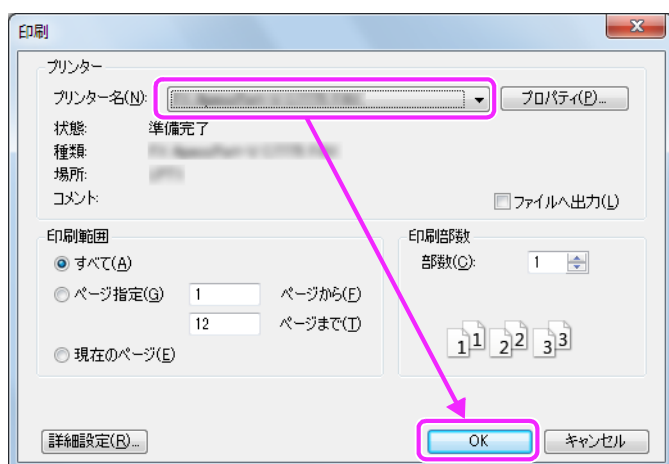 印刷
プリンター
プリンター名(N):
プロパティ(P)...
状態: 準備完了
種類:
場所:
コメント:
ファイルへ出力(L)
印刷範囲
すべて(A)
ページ指定(G) 1 ページから(F)
12 ページまで(T)
現在のページ(E)
印刷部数
部数(C): 1
1 1 2 2 3 3
詳細設定(R)...
OK
キャンセル